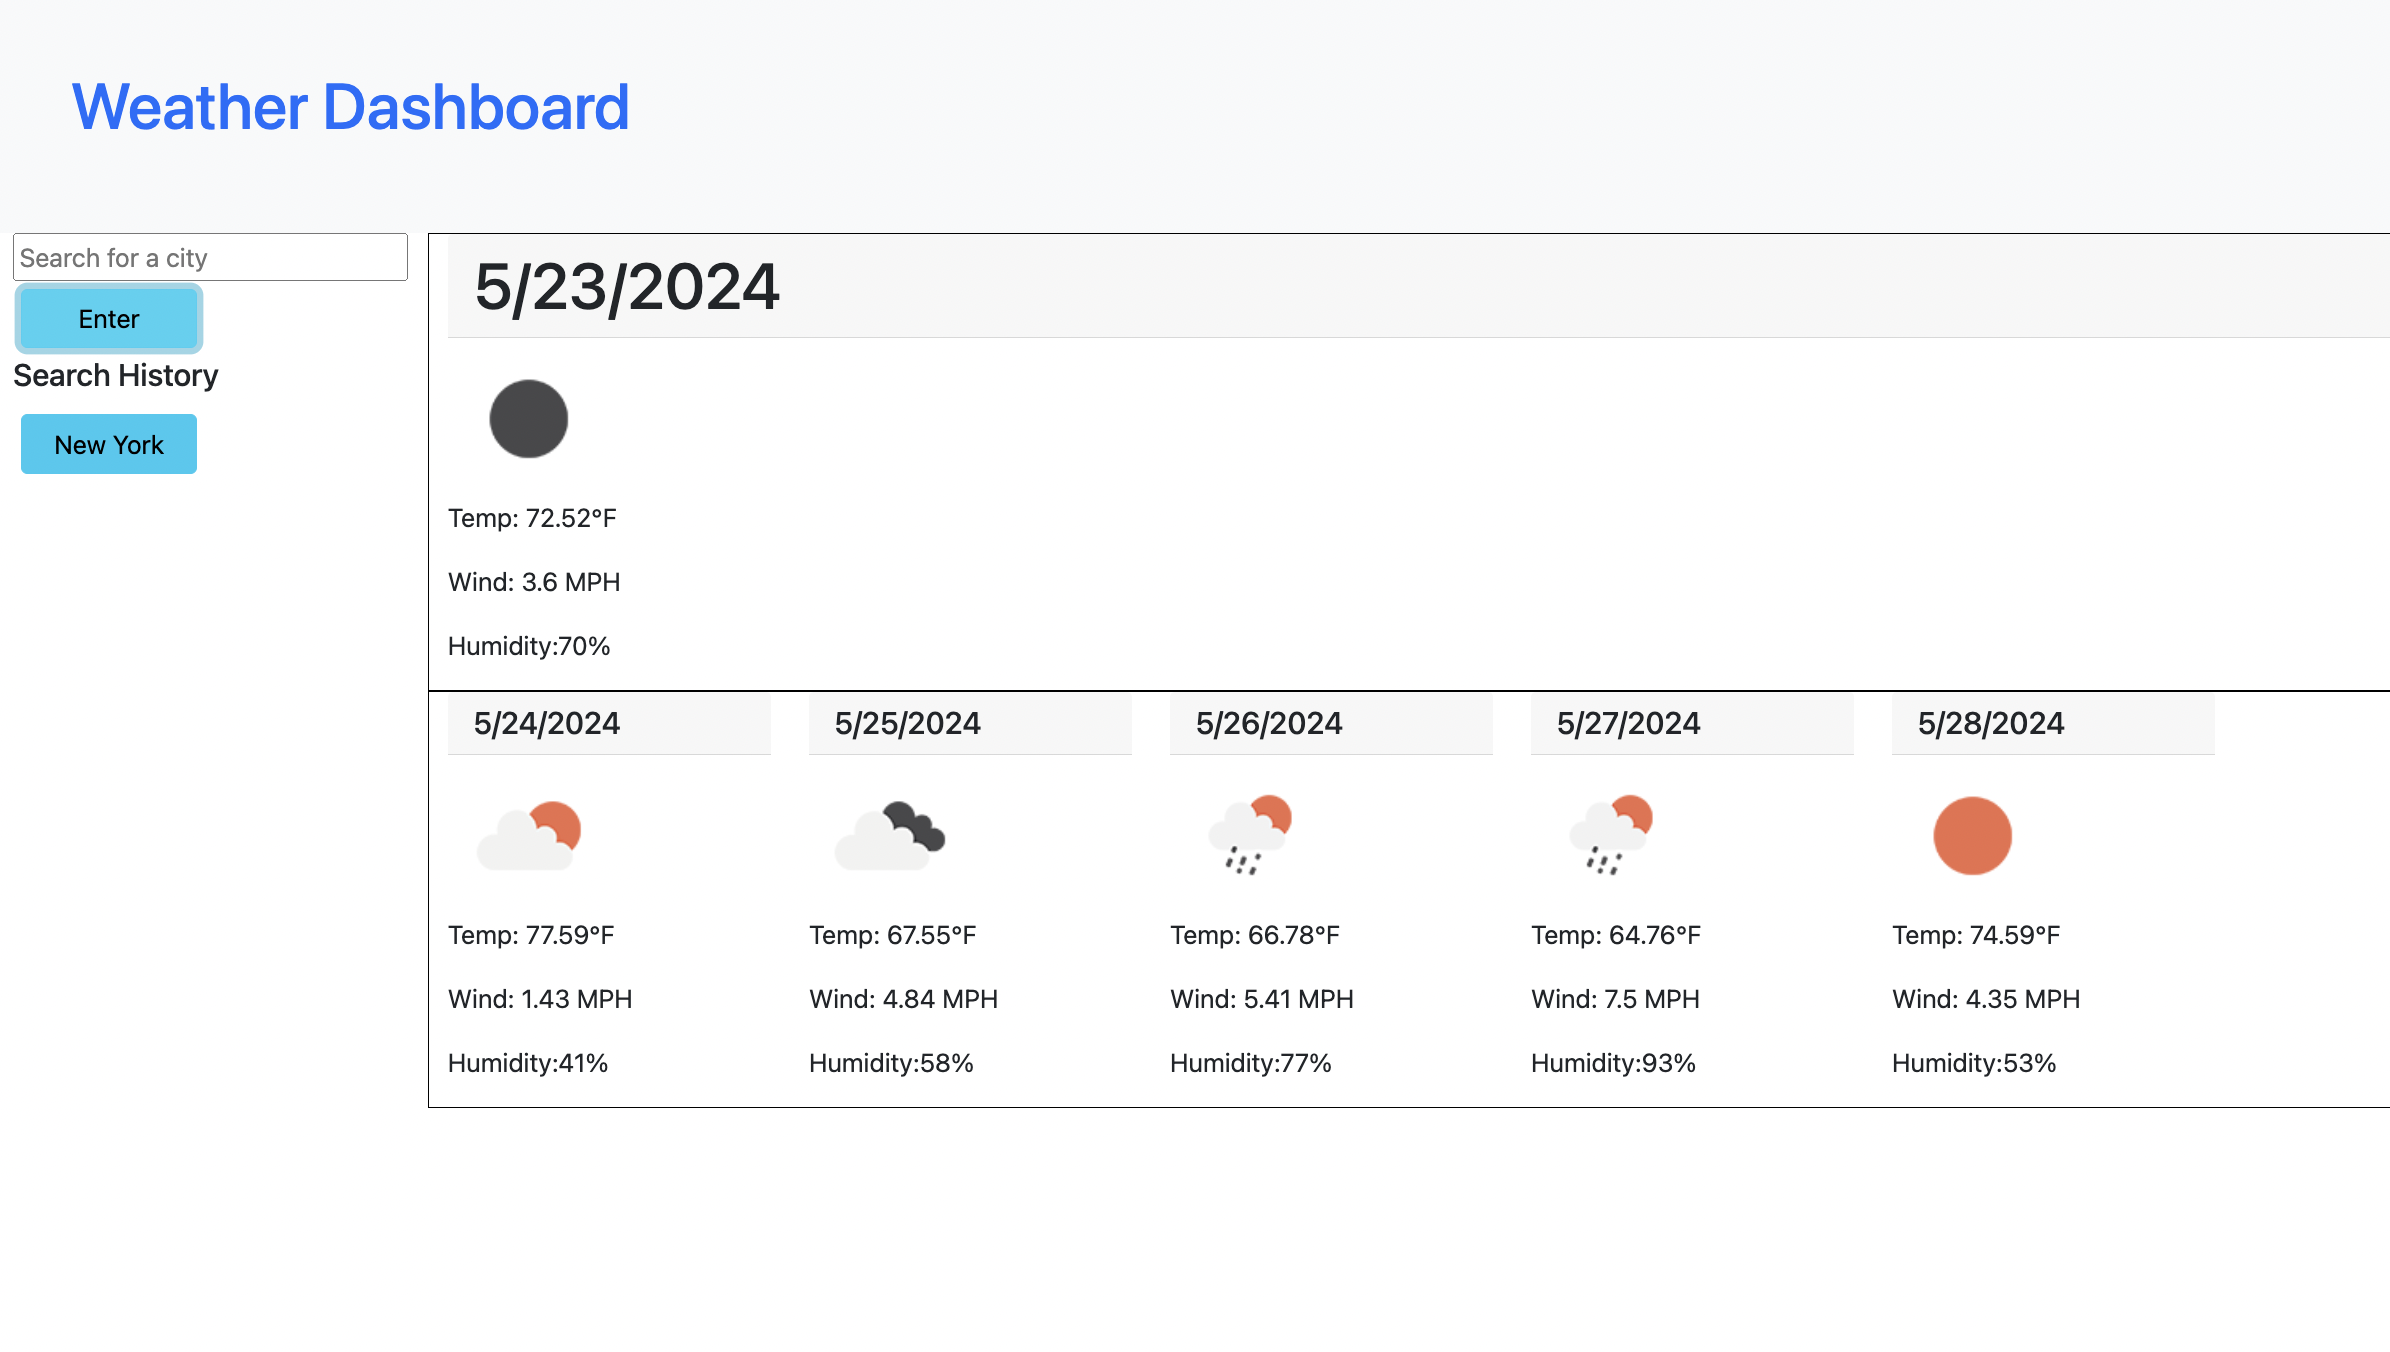 Weather Dashboard
Search for a city
Enter
Search History
New York
5/23/2024
Temp: 72.52°F
Wind: 3.6 MPH
Humidity:70%
5/24/2024
Temp: 77.59°F
Wind: 1.43 MPH
Humidity:41%
5/25/2024
Temp: 67.55°F
Wind: 4.84 MPH
Humidity:58%
5/26/2024
Temp: 66.78°F
Wind: 5.41 MPH
Humidity:77%
5/27/2024
Temp: 64.76°F
Wind: 7.5 MPH
Humidity:93%
5/28/2024
Temp: 74.59°F
Wind: 4.35 MPH
Humidity:53%